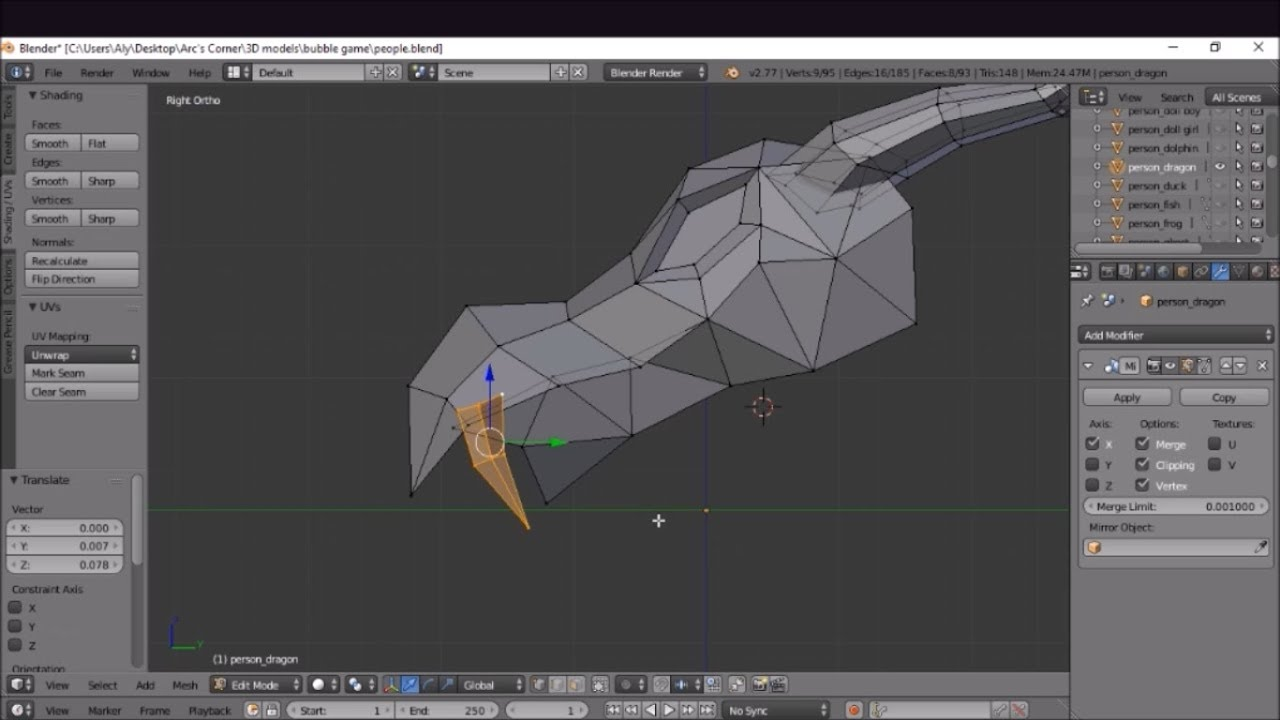 Blender* [C:\Users\Aly\Desktop\Arc's Corner\3D models\bubble game\people.blend]
File Render Window Help Default Scene Blender Render v2.77 | Verts:9/95 | Edges:16/185 | Faces:8/93 | Tris:148 | Mem:24.47M | person_dragon
Tools
Create
Shading / UVs
Options
Grease Pencil
Shading
Faces:
Smooth Flat
Edges:
Smooth Sharp
Vertices:
Smooth Sharp
Normals:
Recalculate
Flip Direction
UVs
UV Mapping:
Unwrap
Mark Seam
Clear Seam
Translate
Vector
X: 0.000
Y: 0.007
Z: 0.078
Constraint Axis
X
Y
Z
Orientation
Right Ortho
Y
(1) person_dragon
View Search All Scenes
person_doll boy
person_doll girl
person_dolphin
person_dragon
person_duck
person_fish
person_frog
person_dragon
Add Modifier
Mi
Apply Copy
Axis: Options: Textures:
X Merge U
Y Clipping V
Z Vertex
Merge Limit: 0.001000
Mirror Object:
View Select Add Mesh Edit Mode Global
View Marker Frame Playback Start: 1 End: 250 1 No Sync